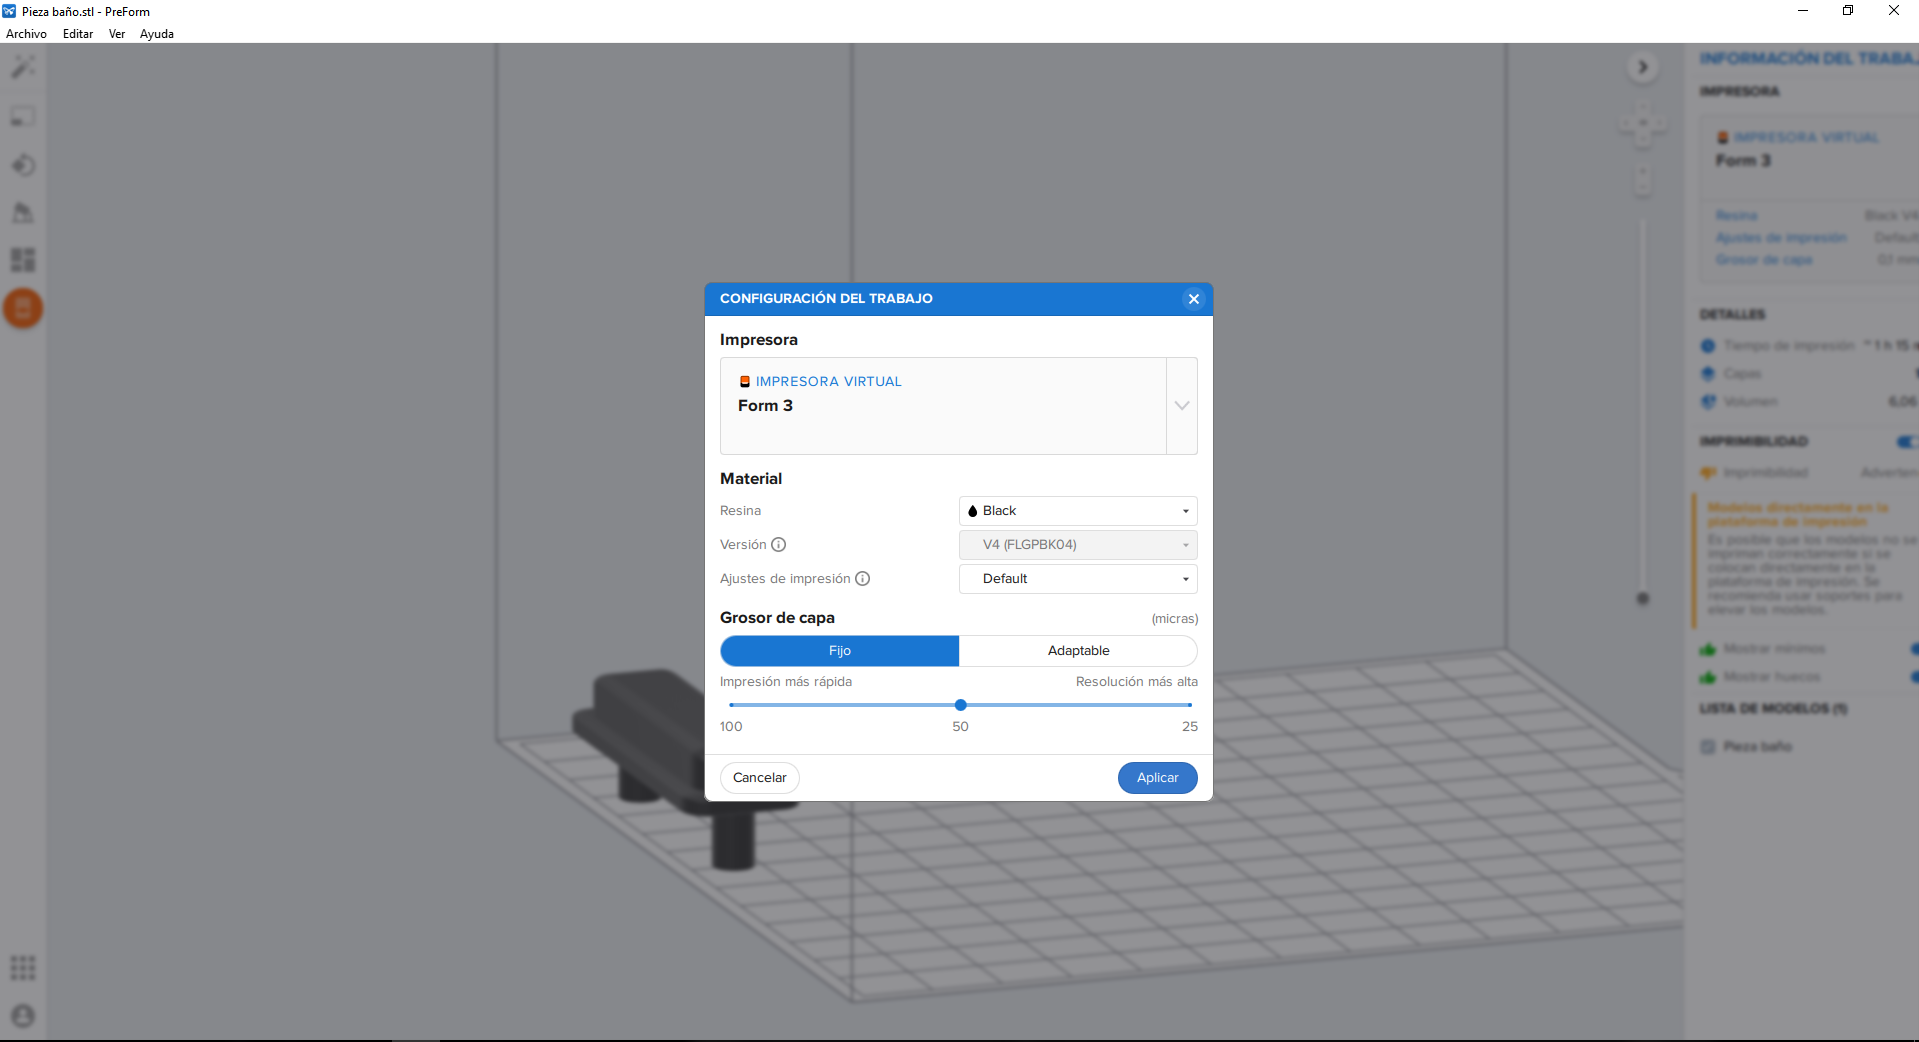 Pieza baño.stl - PreForm
Archivo Editar Ver Ayuda
INFORMACIÓN DEL TRABAJ
IMPRESORA
IMPRESORA VIRTUAL
Form 3
Resina Black V4
Ajustes de impresión Default
Grosor de capa
DETALLES
Tiempo de impresión ~ 1 h 15
Capas
Volumen 6,06
IMPRIMIBILIDAD
Imprimibilidad Adverten
Modelos directamente en la
plataforma de impresión
Es posible que los modelos no se
impriman correctamente si se
colocan directamente en la
plataforma de impresión. Se
recomienda usar soportes para
elevar los modelos.
Mostrar mínimos
Mostrar huecos
LISTA DE MODELOS (1)
Pieza baño
CONFIGURACIÓN DEL TRABAJO
Impresora
IMPRESORA VIRTUAL
Form 3
Material
Resina Black
Versión V4 (FLGPBK04)
Ajustes de impresión Default
Grosor de capa (micras)
Fijo Adaptable
Impresión más rápida Resolución más alta
100 50 25
Cancelar Aplicar